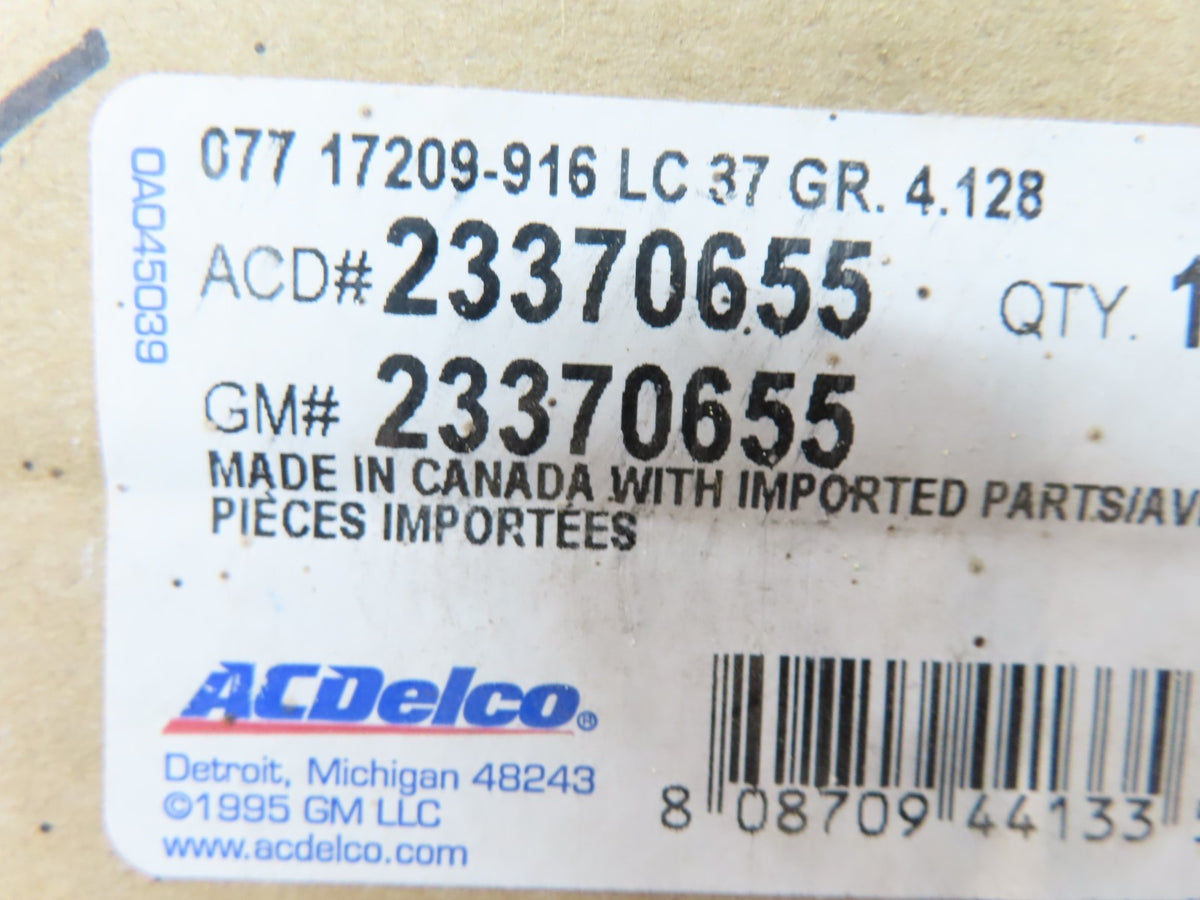 077 17209-916 LC 37 GR. 4.128
0A045039
ACD# 23370655 QTY. 1
GM# 23370655
MADE IN CANADA WITH IMPORTED PARTS/AV
PIÈCES IMPORTÉES
ACDelco®
Detroit, Michigan 48243
©1995 GM LLC
www.acdelco.com
8 08709 44133